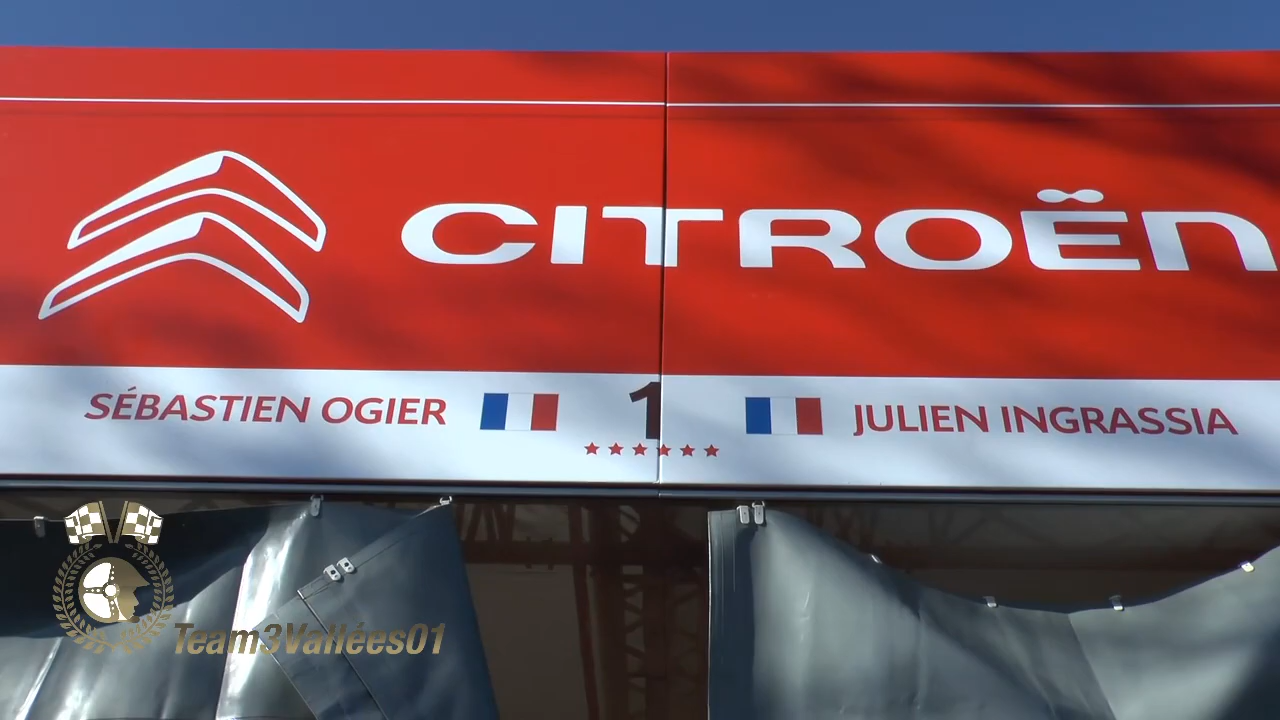 CITROËN
SÉBASTIEN OGIER 1 JULIEN INGRASSIA
Team3Vallées01